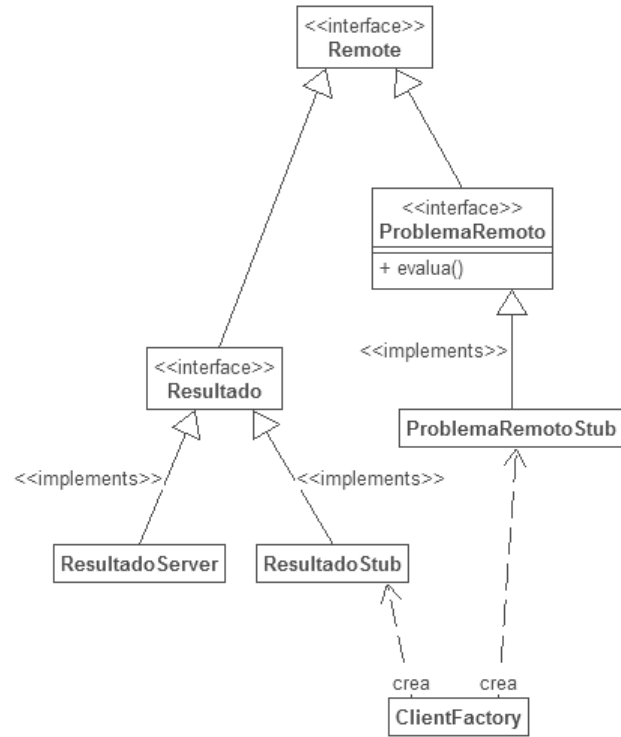 <<interface>>
Remote
<<interface>>
ProblemaRemoto
+ evalua()
<<implements>>
<<interface>>
Resultado
ProblemaRemotoStub
<<implements>>
<<implements>>
ResultadoServer
ResultadoStub
crea
crea
ClientFactory